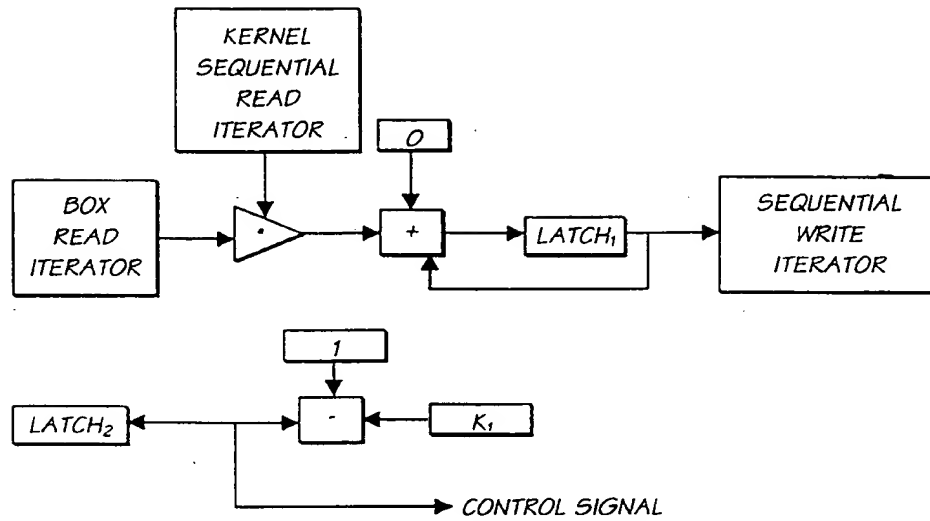 KERNEL
SEQUENTIAL
READ
ITERATOR
0
BOX
READ
ITERATOR
•
+
LATCH₁
SEQUENTIAL
WRITE
ITERATOR
1
LATCH₂
-
K₁
CONTROL SIGNAL